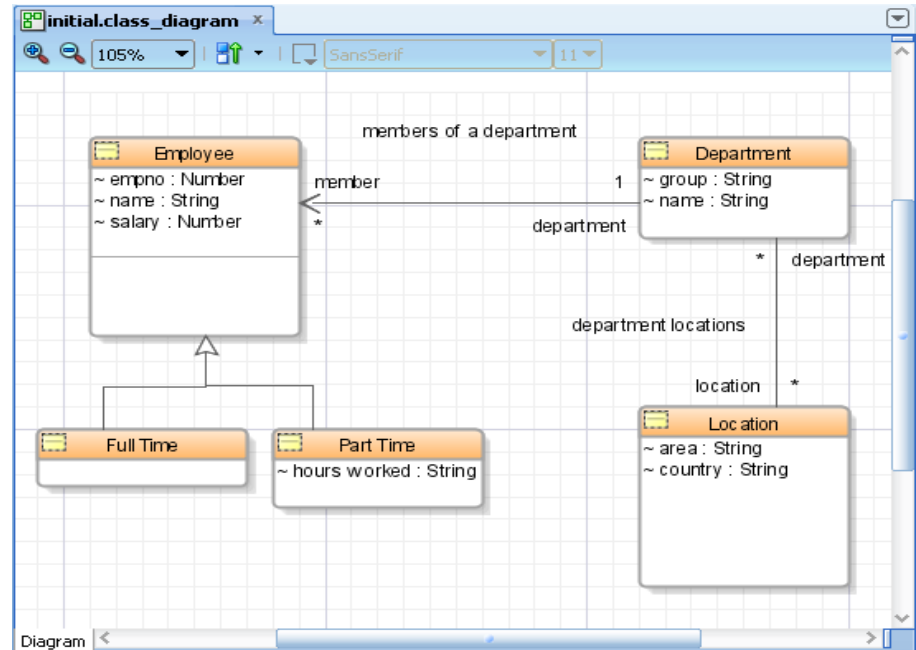 initial.class_diagram x
105% SansSerif 11
members of a department
Employee
~ empno : Number
~ name : String
~ salary : Number
member
*
1
department
Department
~ group : String
~ name : String
* department
department locations
location *
Full Time
Part Time
~ hours worked : String
Location
~ area : String
~ country : String
Diagram